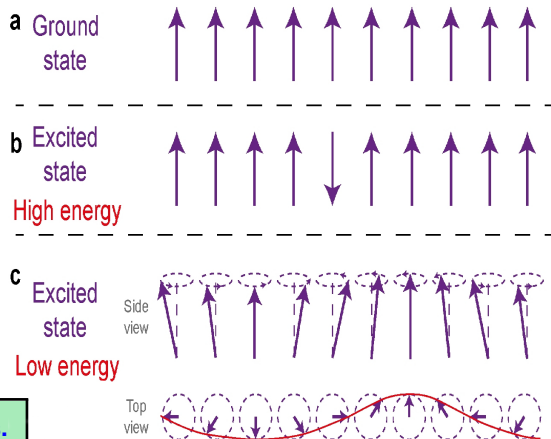 a Ground
state
b Excited
state
High energy
c
Excited
state
Low energy
Side
view
Top
view